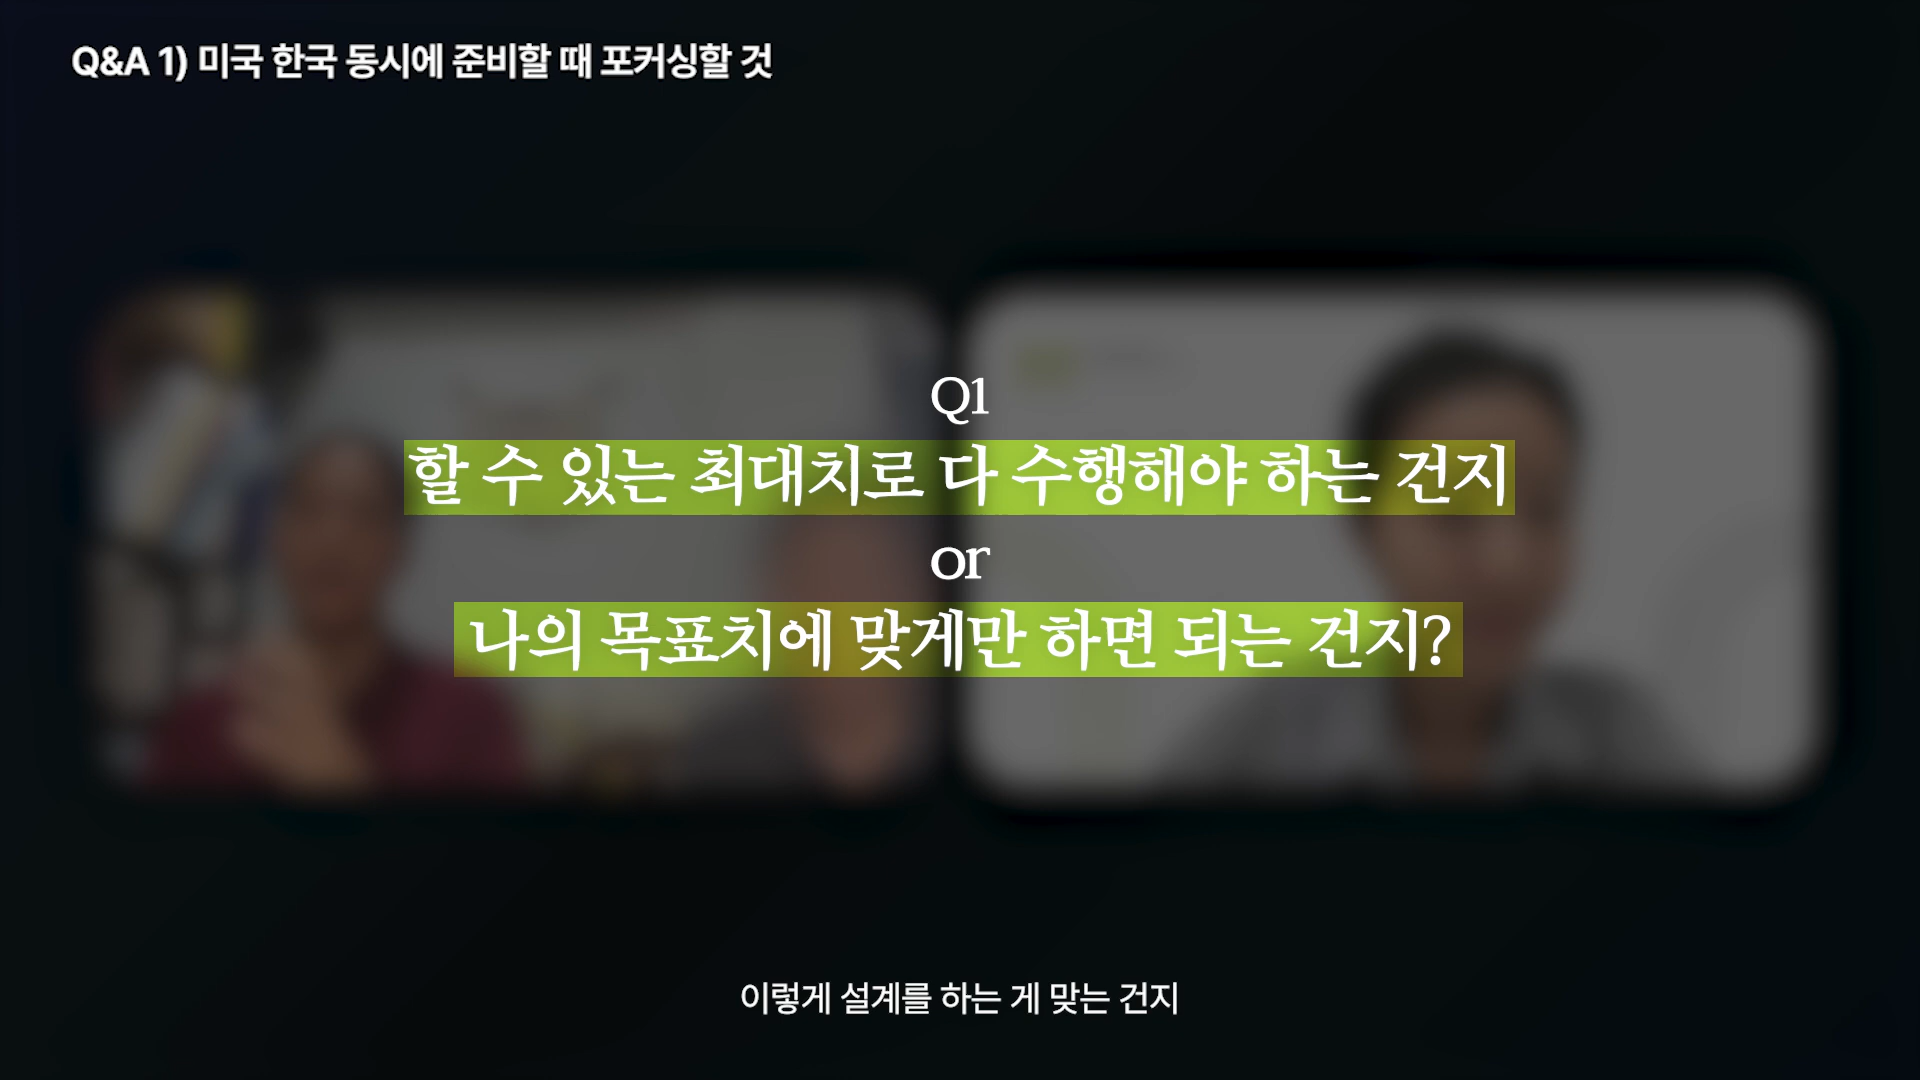 Q&A 1) 미국 한국 동시에 준비할 때 포커싱할 것
Q1
할 수 있는 최대치로 다 수행해야 하는 건지
or
나의 목표치에 맞게만 하면 되는 건지?
이렇게 설계를 하는 게 맞는 건지